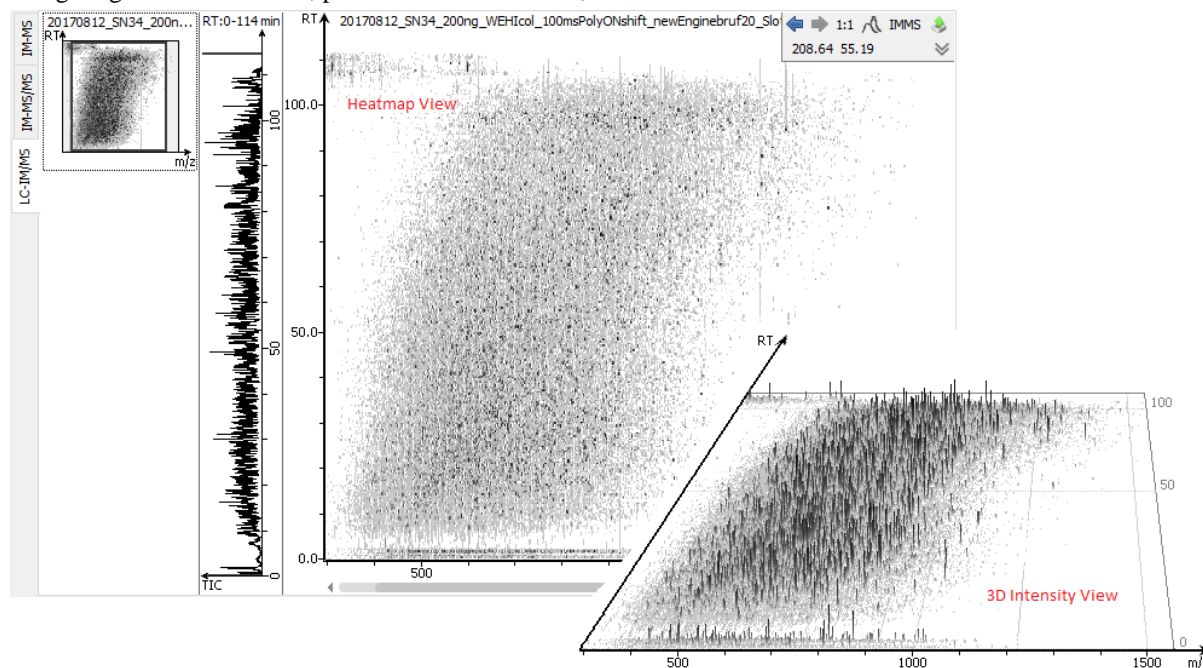 20170812_SN34_200n...
RT:0-114 min
20170812_SN34_200ng_WEHIcol_100msPolyONshift_newEnginebruf20_Slot
1:1 IMMS
208.64 55.19
IM-MS
IM-MS/MS
LC-IM/MS
RT
m/z
100
50
0
TIC
RT
100.0
50.0
0.0
500
Heatmap View
RT
100
50
0
3D Intensity View
500
1000
1500